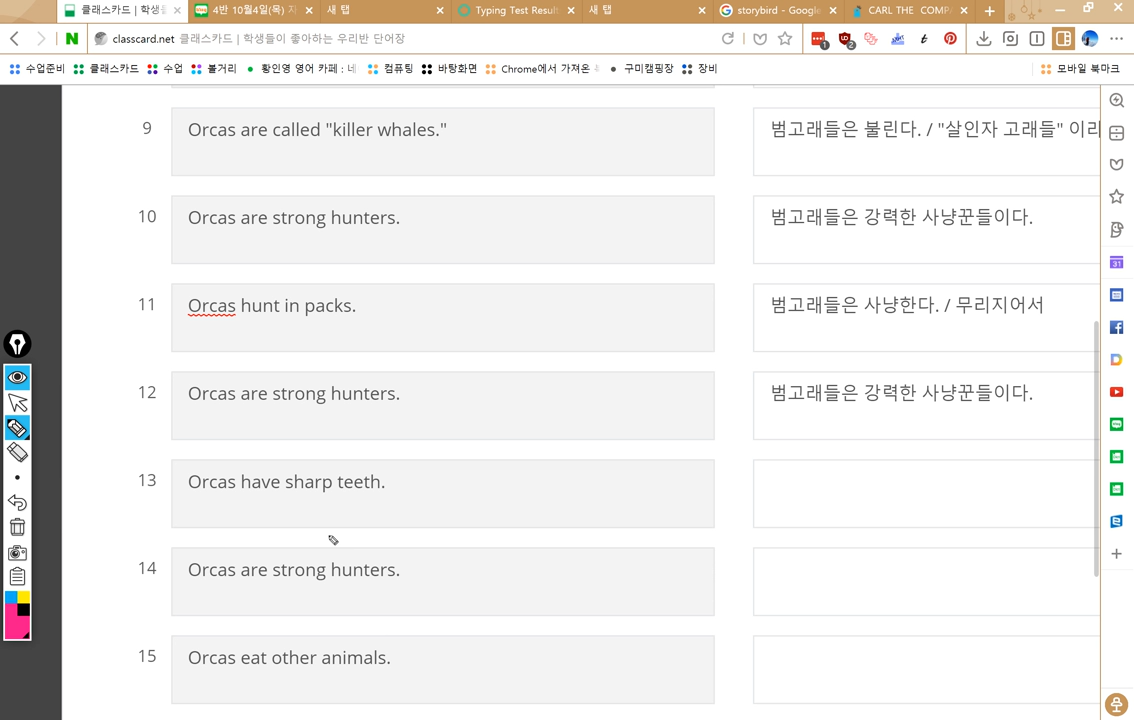 클래스카드 | 학생들
4반 10월4일(목) 지
새 탭
Typing Test Result
새 탭
storybird - Google
CARL THE COMP
classcard.net 클래스카드 | 학생들이 좋아하는 우리반 단어장
수업준비 클래스카드 수업 볼거리 황인영 영어 카페 : 네 컴퓨팅 바탕화면 Chrome에서 가져온 구미캠핑장 장비 모바일 북마크
9 Orcas are called "killer whales." 범고래들은 불린다. / "살인자 고래들" 이라
10 Orcas are strong hunters. 범고래들은 강력한 사냥꾼들이다.
11 Orcas hunt in packs. 범고래들은 사냥한다. / 무리지어서
12 Orcas are strong hunters. 범고래들은 강력한 사냥꾼들이다.
13 Orcas have sharp teeth.
14 Orcas are strong hunters.
15 Orcas eat other animals.